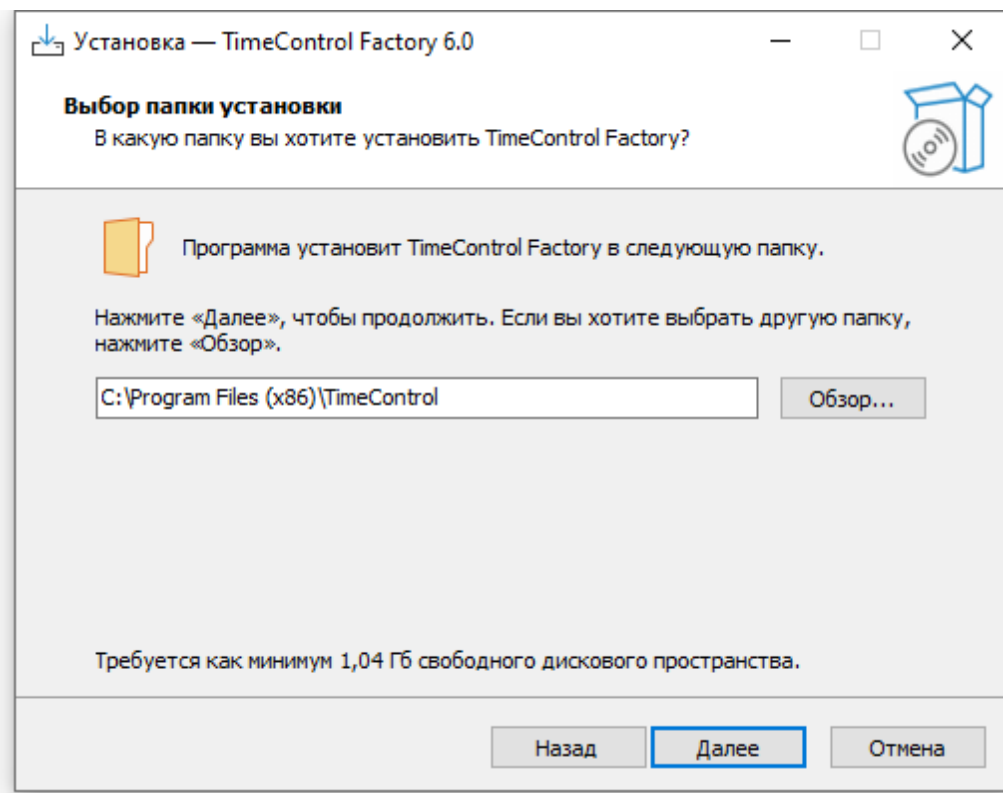 Установка — TimeControl Factory 6.0
Выбор папки установки
В какую папку вы хотите установить TimeControl Factory?
Программа установит TimeControl Factory в следующую папку.
Нажмите «Далее», чтобы продолжить. Если вы хотите выбрать другую папку,
нажмите «Обзор».
C:\Program Files (x86)\TimeControl
Обзор...
Требуется как минимум 1,04 Гб свободного дискового пространства.
Назад
Далее
Отмена